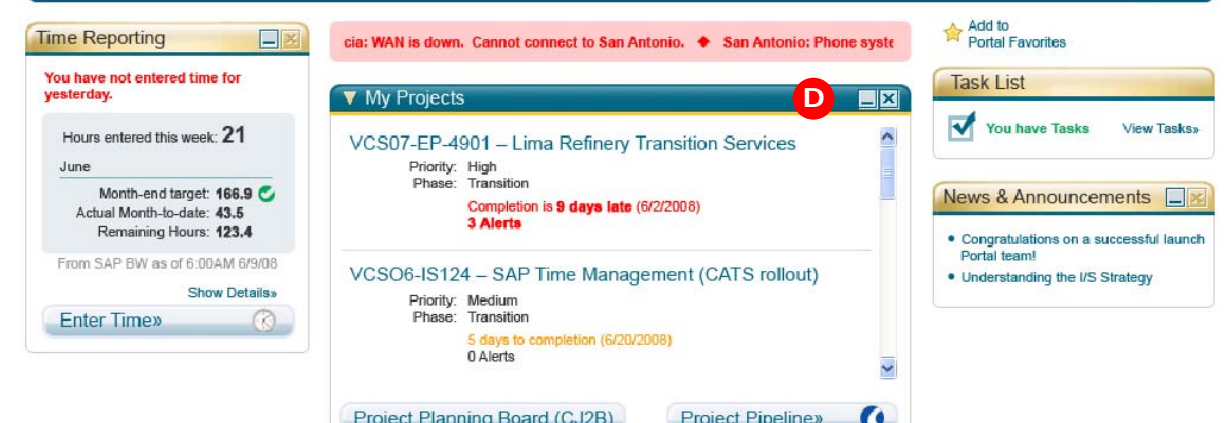 Time Reporting
You have not entered time for
yesterday.
Hours entered this week: 21
June
Month-end target: 166.9
Actual Month-to-date: 43.5
Remaining Hours: 123.4
From SAP BW as of 6:00AM 6/9/08
Show Details»
Enter Time»
cia: WAN is down. Cannot connect to San Antonio. ◆ San Antonio: Phone syste
My Projects
D
VCS07-EP-4901 – Lima Refinery Transition Services
Priority: High
Phase: Transition
Completion is 9 days late (6/2/2008)
3 Alerts
VCSO6-IS124 – SAP Time Management (CATS rollout)
Priority: Medium
Phase: Transition
5 days to completion (6/20/2008)
0 Alerts
Project Planning Board (CJ2B)
Project Pipeline»
Add to
Portal Favorites
Task List
You have Tasks View Tasks»
News & Announcements
• Congratulations on a successful launch
Portal team!!
• Understanding the I/S Strategy